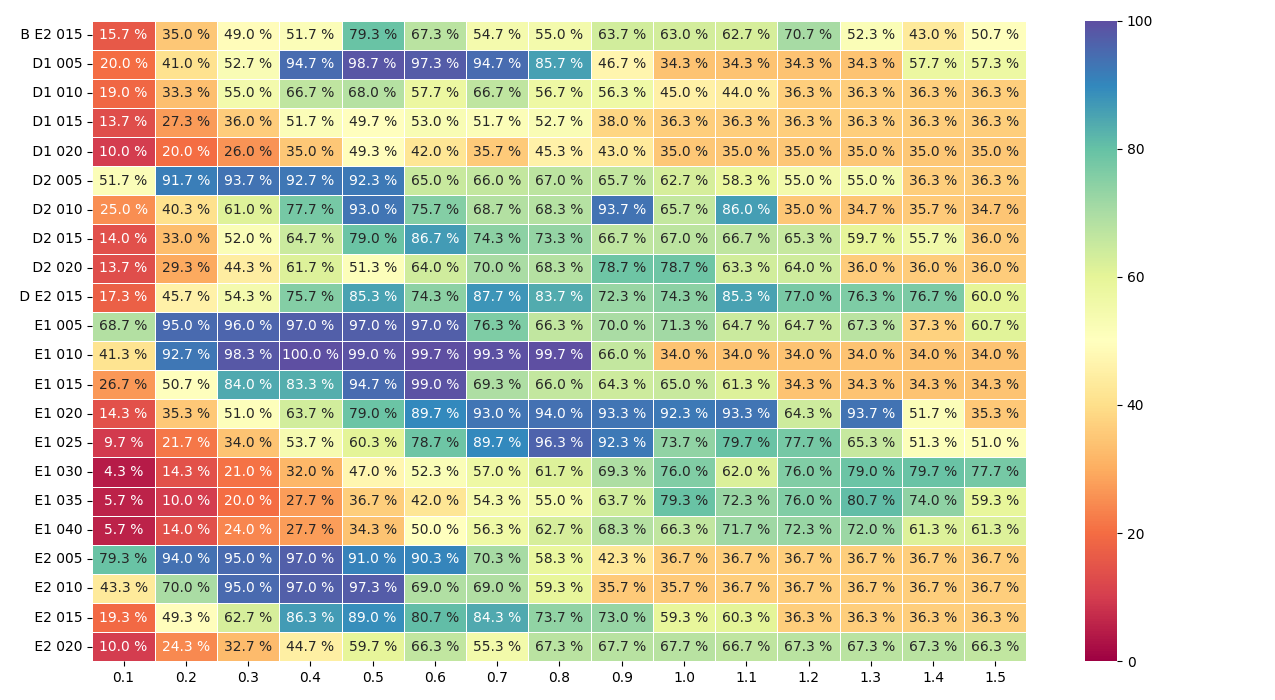 B E2 015 15.7 % 35.0 % 49.0 % 51.7 % 79.3 % 67.3 % 54.7 % 55.0 % 63.7 % 63.0 % 62.7 % 70.7 % 52.3 % 43.0 % 50.7 %
D1 005 20.0 % 41.0 % 52.7 % 94.7 % 98.7 % 97.3 % 94.7 % 85.7 % 46.7 % 34.3 % 34.3 % 34.3 % 34.3 % 57.7 % 57.3 %
D1 010 19.0 % 33.3 % 55.0 % 66.7 % 68.0 % 57.7 % 66.7 % 56.7 % 56.3 % 45.0 % 44.0 % 36.3 % 36.3 % 36.3 % 36.3 %
D1 015 13.7 % 27.3 % 36.0 % 51.7 % 49.7 % 53.0 % 51.7 % 52.7 % 38.0 % 36.3 % 36.3 % 36.3 % 36.3 % 36.3 % 36.3 %
D1 020 10.0 % 20.0 % 26.0 % 35.0 % 49.3 % 42.0 % 35.7 % 45.3 % 43.0 % 35.0 % 35.0 % 35.0 % 35.0 % 35.0 % 35.0 %
D2 005 51.7 % 91.7 % 93.7 % 92.7 % 92.3 % 65.0 % 66.0 % 67.0 % 65.7 % 62.7 % 58.3 % 55.0 % 55.0 % 36.3 % 36.3 %
D2 010 25.0 % 40.3 % 61.0 % 77.7 % 93.0 % 75.7 % 68.7 % 68.3 % 93.7 % 65.7 % 86.0 % 35.0 % 34.7 % 35.7 % 34.7 %
D2 015 14.0 % 33.0 % 52.0 % 64.7 % 79.0 % 86.7 % 74.3 % 73.3 % 66.7 % 67.0 % 66.7 % 65.3 % 59.7 % 55.7 % 36.0 %
D2 020 13.7 % 29.3 % 44.3 % 61.7 % 51.3 % 64.0 % 70.0 % 68.3 % 78.7 % 78.7 % 63.3 % 64.0 % 36.0 % 36.0 % 36.0 %
D E2 015 17.3 % 45.7 % 54.3 % 75.7 % 85.3 % 74.3 % 87.7 % 83.7 % 72.3 % 74.3 % 85.3 % 77.0 % 76.3 % 76.7 % 60.0 %
E1 005 68.7 % 95.0 % 96.0 % 97.0 % 97.0 % 97.0 % 76.3 % 66.3 % 70.0 % 71.3 % 64.7 % 64.7 % 67.3 % 37.3 % 60.7 %
E1 010 41.3 % 92.7 % 98.3 % 100.0 % 99.0 % 99.7 % 99.3 % 99.7 % 66.0 % 34.0 % 34.0 % 34.0 % 34.0 % 34.0 % 34.0 %
E1 015 26.7 % 50.7 % 84.0 % 83.3 % 94.7 % 99.0 % 69.3 % 66.0 % 64.3 % 65.0 % 61.3 % 34.3 % 34.3 % 34.3 % 34.3 %
E1 020 14.3 % 35.3 % 51.0 % 63.7 % 79.0 % 89.7 % 93.0 % 94.0 % 93.3 % 92.3 % 93.3 % 64.3 % 93.7 % 51.7 % 35.3 %
E1 025 9.7 % 21.7 % 34.0 % 53.7 % 60.3 % 78.7 % 89.7 % 96.3 % 92.3 % 73.7 % 79.7 % 77.7 % 65.3 % 51.3 % 51.0 %
E1 030 4.3 % 14.3 % 21.0 % 32.0 % 47.0 % 52.3 % 57.0 % 61.7 % 69.3 % 76.0 % 62.0 % 76.0 % 79.0 % 79.7 % 77.7 %
E1 035 5.7 % 10.0 % 20.0 % 27.7 % 36.7 % 42.0 % 54.3 % 55.0 % 63.7 % 79.3 % 72.3 % 76.0 % 80.7 % 74.0 % 59.3 %
E1 040 5.7 % 14.0 % 24.0 % 27.7 % 34.3 % 50.0 % 56.3 % 62.7 % 68.3 % 66.3 % 71.7 % 72.3 % 72.0 % 61.3 % 61.3 %
E2 005 79.3 % 94.0 % 95.0 % 97.0 % 91.0 % 90.3 % 70.3 % 58.3 % 42.3 % 36.7 % 36.7 % 36.7 % 36.7 % 36.7 % 36.7 %
E2 010 43.3 % 70.0 % 95.0 % 97.0 % 97.3 % 69.0 % 69.0 % 59.3 % 35.7 % 35.7 % 36.7 % 36.7 % 36.7 % 36.7 % 36.7 %
E2 015 19.3 % 49.3 % 62.7 % 86.3 % 89.0 % 80.7 % 84.3 % 73.7 % 73.0 % 59.3 % 60.3 % 36.3 % 36.3 % 36.3 % 36.3 %
E2 020 10.0 % 24.3 % 32.7 % 44.7 % 59.7 % 66.3 % 55.3 % 67.3 % 67.7 % 67.7 % 66.7 % 67.3 % 67.3 % 67.3 % 66.3 %
0.1 0.2 0.3 0.4 0.5 0.6 0.7 0.8 0.9 1.0 1.1 1.2 1.3 1.4 1.5
100
80
60
40
20
0